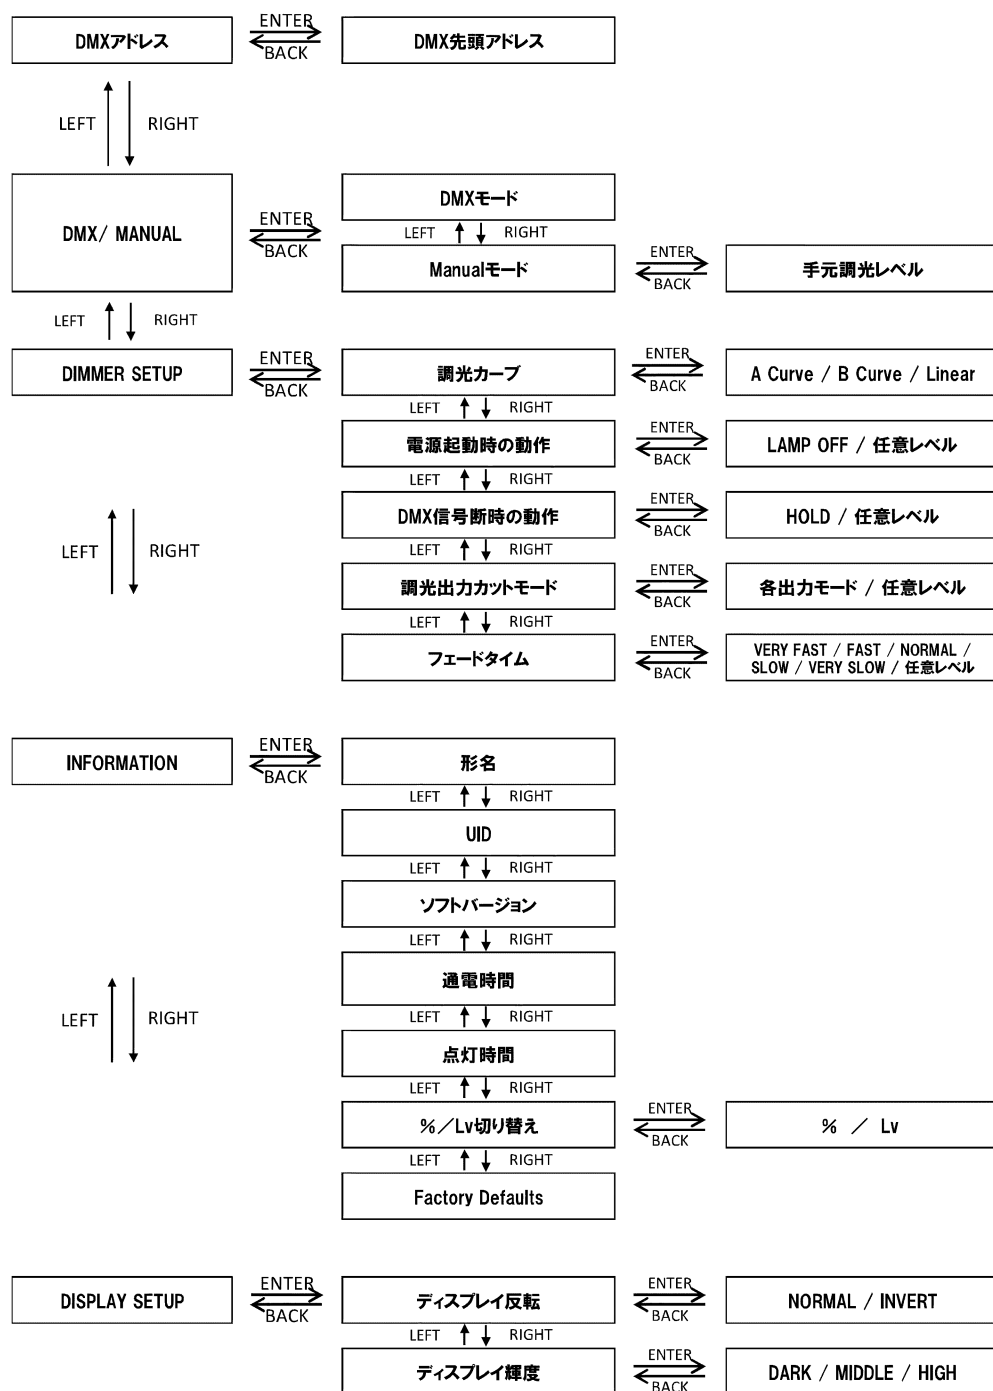 DMXアドレス
ENTER
BACK
DMX先頭アドレス
LEFT
RIGHT
DMX/ MANUAL
ENTER
BACK
DMXモード
LEFT
RIGHT
Manualモード
ENTER
BACK
手元調光レベル
LEFT
RIGHT
DIMMER SETUP
ENTER
BACK
調光カーブ
ENTER
BACK
A Curve / B Curve / Linear
LEFT
RIGHT
電源起動時の動作
ENTER
BACK
LAMP OFF / 任意レベル
LEFT
RIGHT
DMX信号断時の動作
ENTER
BACK
HOLD / 任意レベル
LEFT
RIGHT
LEFT
RIGHT
調光出力カットモード
ENTER
BACK
各出力モード / 任意レベル
LEFT
RIGHT
フェードタイム
ENTER
BACK
VERY FAST / FAST / NORMAL /
SLOW / VERY SLOW / 任意レベル
INFORMATION
ENTER
BACK
形名
LEFT
RIGHT
UID
LEFT
RIGHT
ソフトバージョン
LEFT
RIGHT
通電時間
LEFT
RIGHT
LEFT
RIGHT
点灯時間
LEFT
RIGHT
%/Lv切り替え
ENTER
BACK
% / Lv
LEFT
RIGHT
Factory Defaults
DISPLAY SETUP
ENTER
BACK
ディスプレイ反転
ENTER
BACK
NORMAL / INVERT
LEFT
RIGHT
ディスプレイ輝度
ENTER
BACK
DARK / MIDDLE / HIGH